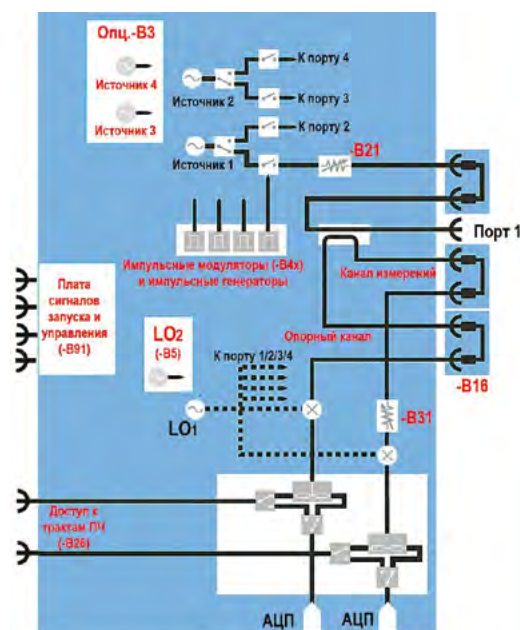 Опц.-B3
Источник 4
Источник 3
К порту 4
Источник 2
К порту 3
К порту 2
Источник 1
-B21
Порт 1
Импульсные модуляторы (-B4x)
и импульсные генераторы
Канал измерений
Плата
сигналов
запуска и
управления
(-B91)
LO2
(-B5)
Опорный канал
К порту 1/2/3/4
-B16
LO1
-B31
Доступ к
трактам ПЧ
(-B26)
АЦП
АЦП